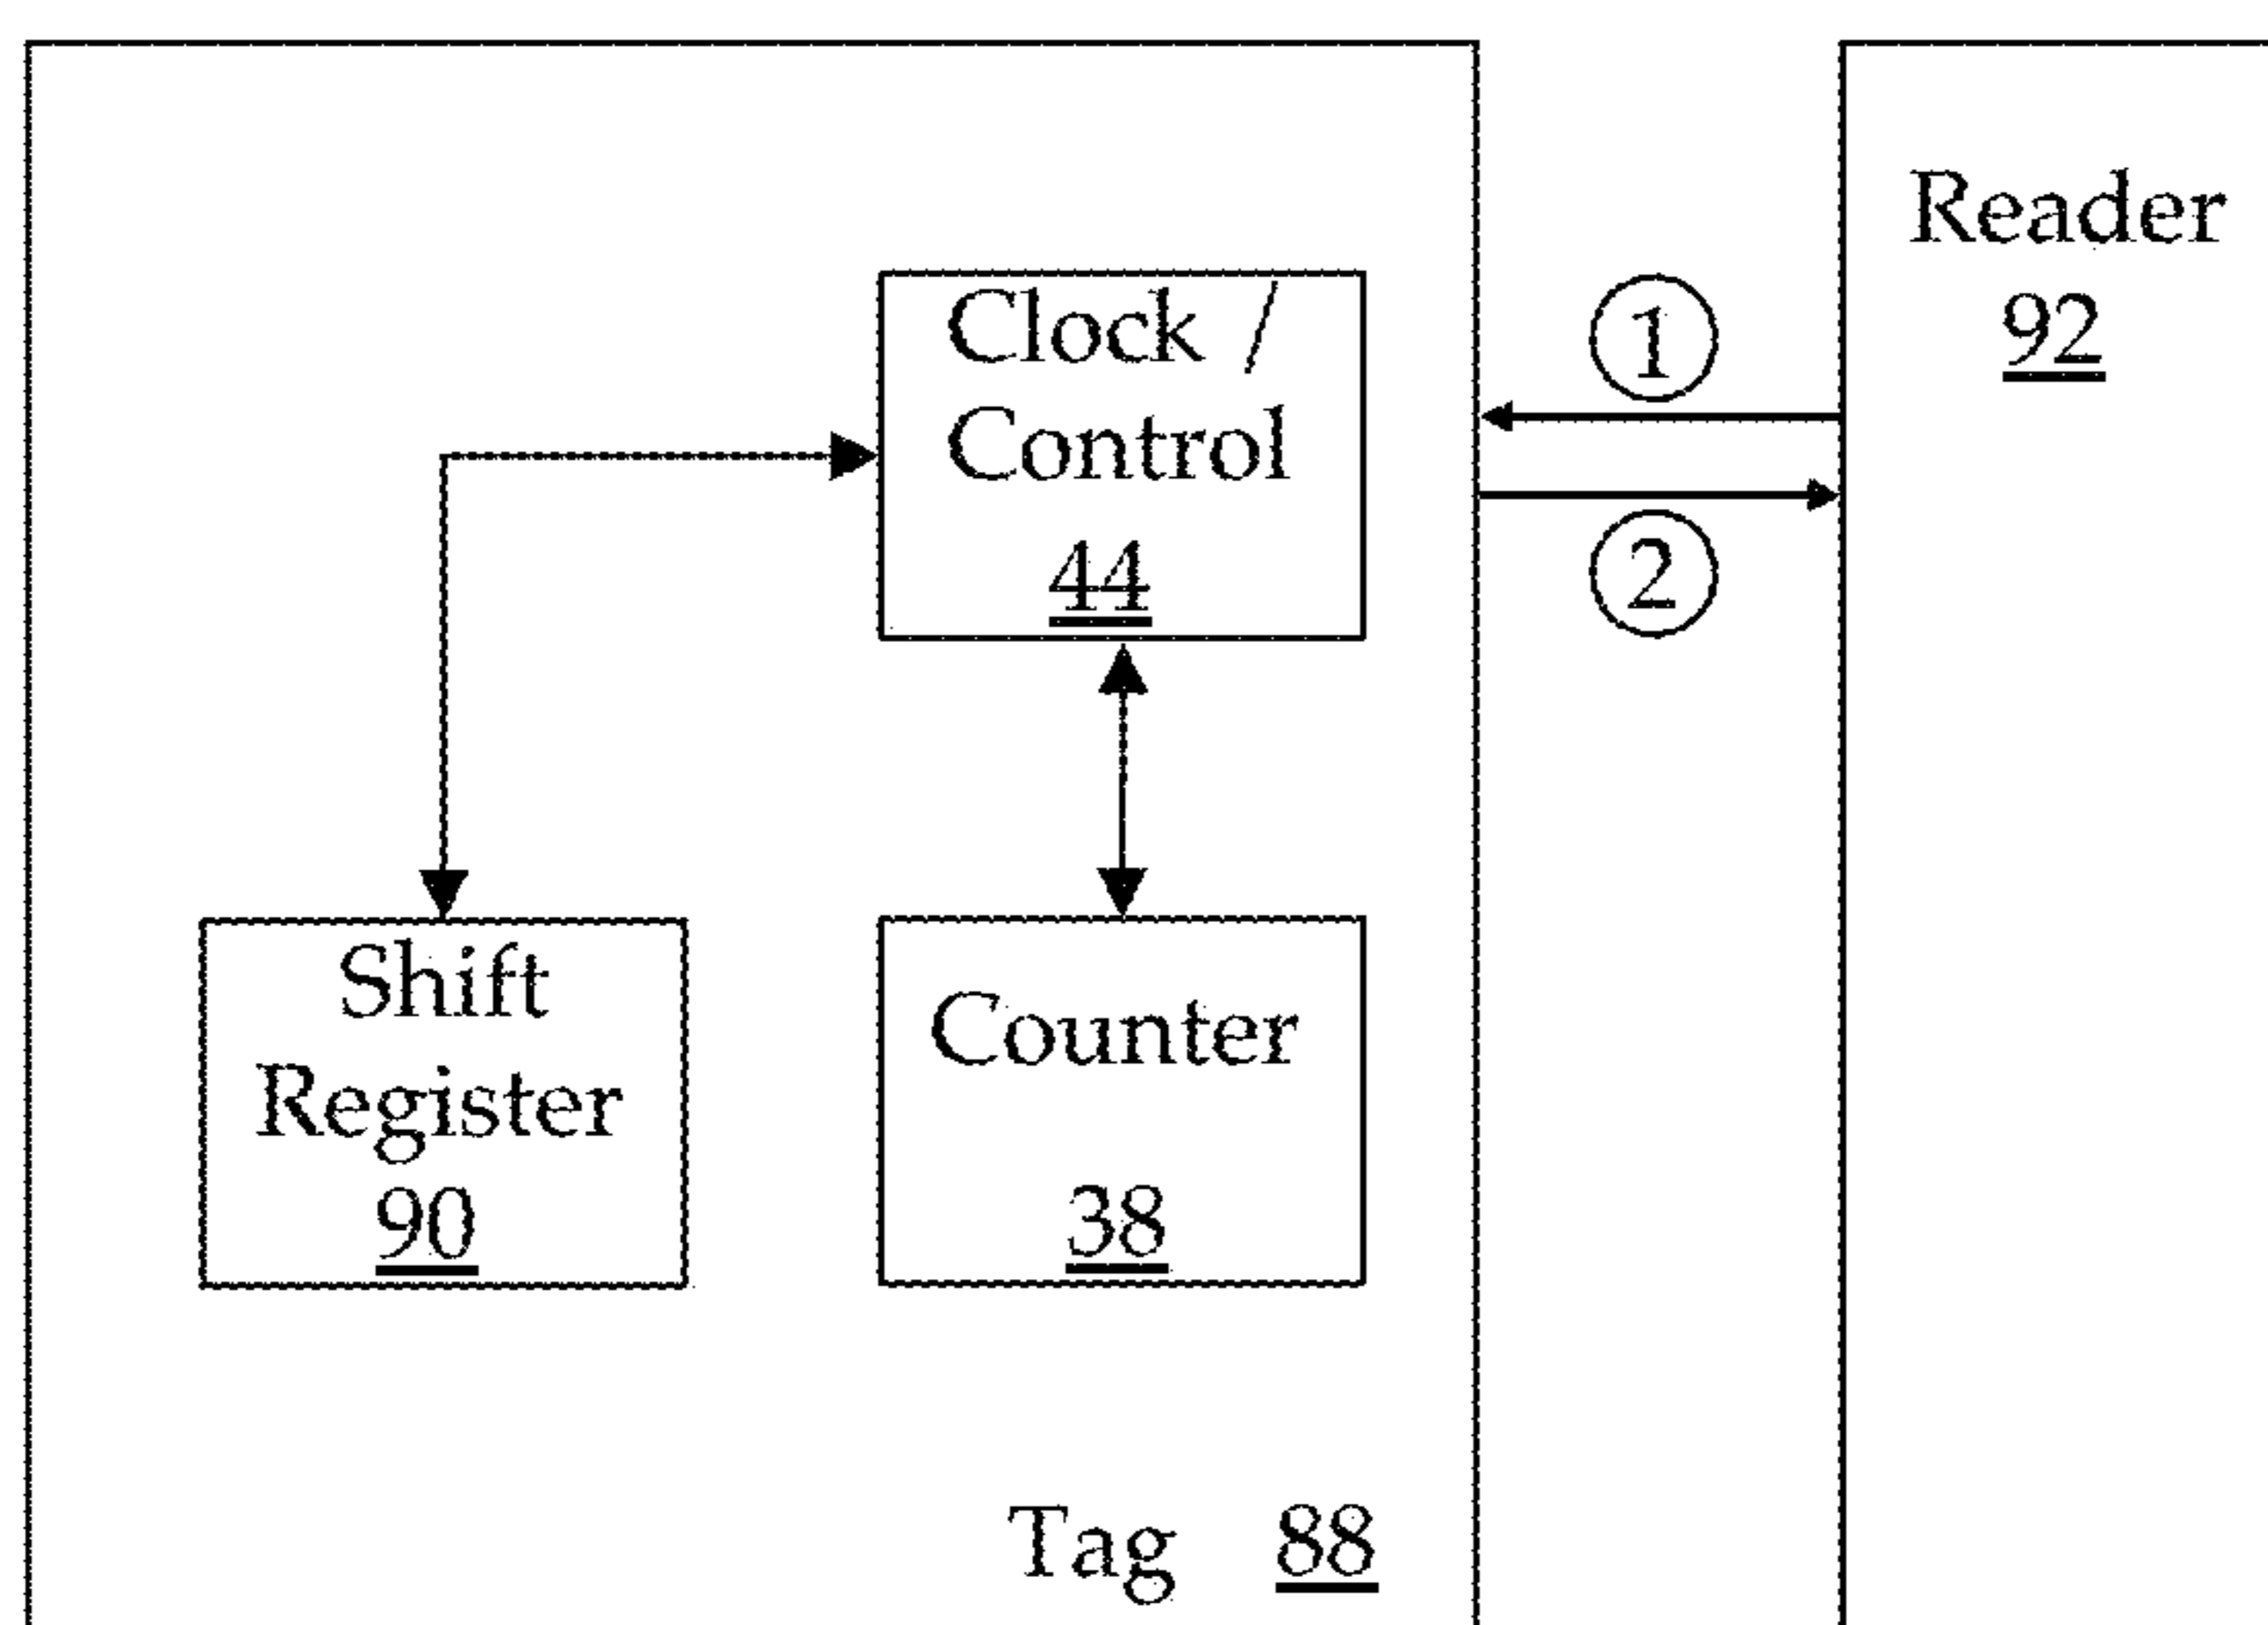 Clock /
Control
44
Shift
Register
90
Counter
38
Tag 88
1
2
Reader
92